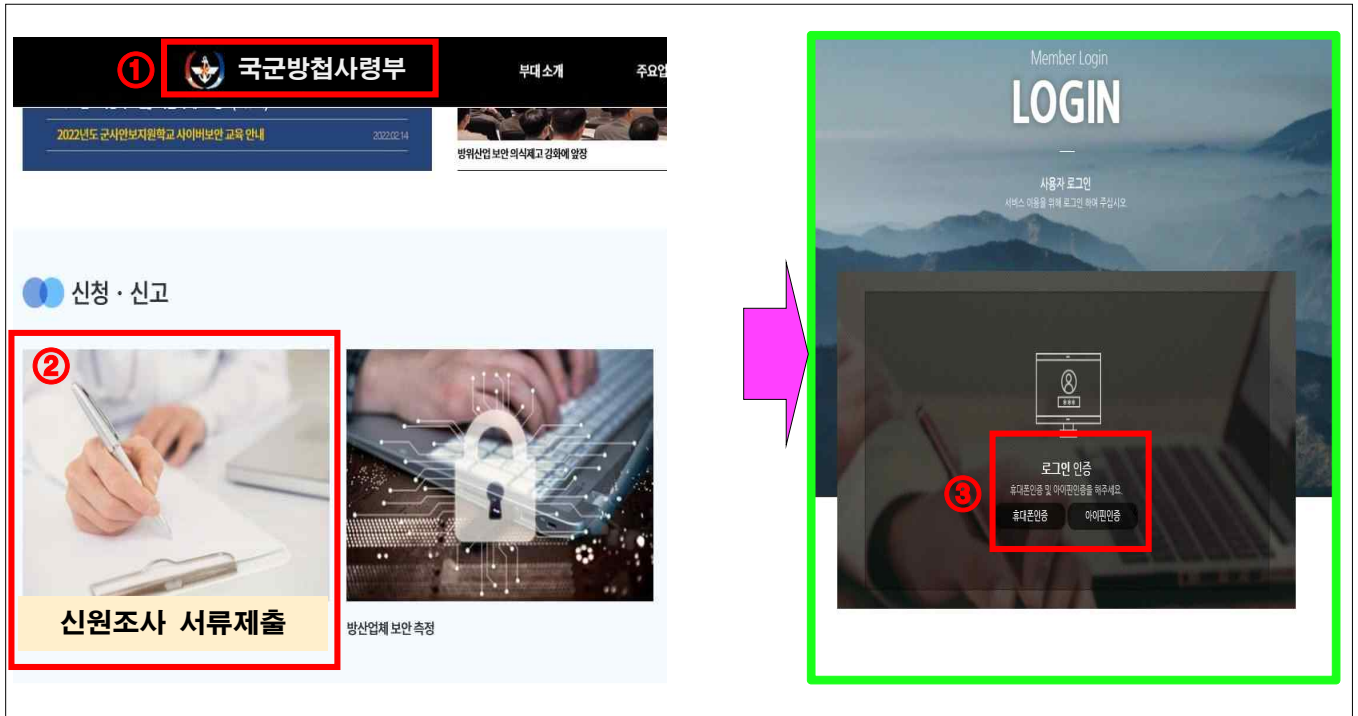 ① 국군방첩사령부
부대 소개
주요업
2022년도 군사안보지원학교 사이버보안 교육 안내
2022.02.14
방위산업 보안 의식제고 강화에 앞장
신청 · 신고
②
신원조사 서류제출
방산업체 보안 측정
Member Login
LOGIN
사용자 로그인
서비스 이용을 위해 로그인 하여 주십시오
③
로그인 인증
휴대폰인증 및 아이핀인증을 해주세요.
휴대폰인증
아이핀인증